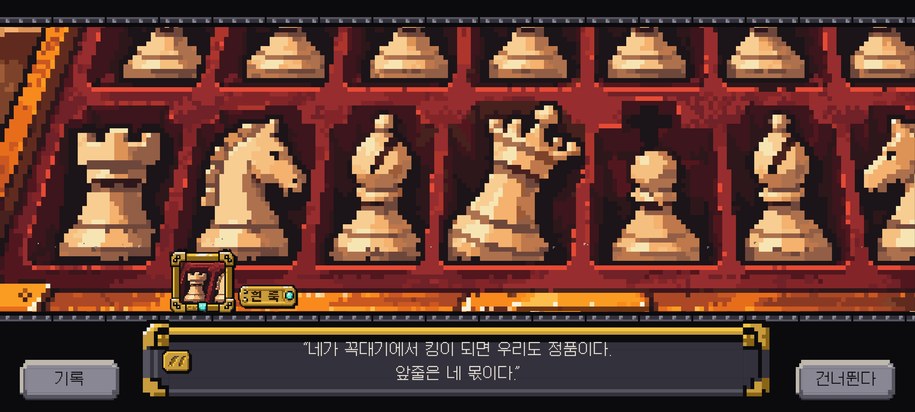 흰 룩
“네가 꼭대기에서 킹이 되면 우리도 정품이다.
앞줄은 네 몫이다.”
기록
건너뛴다